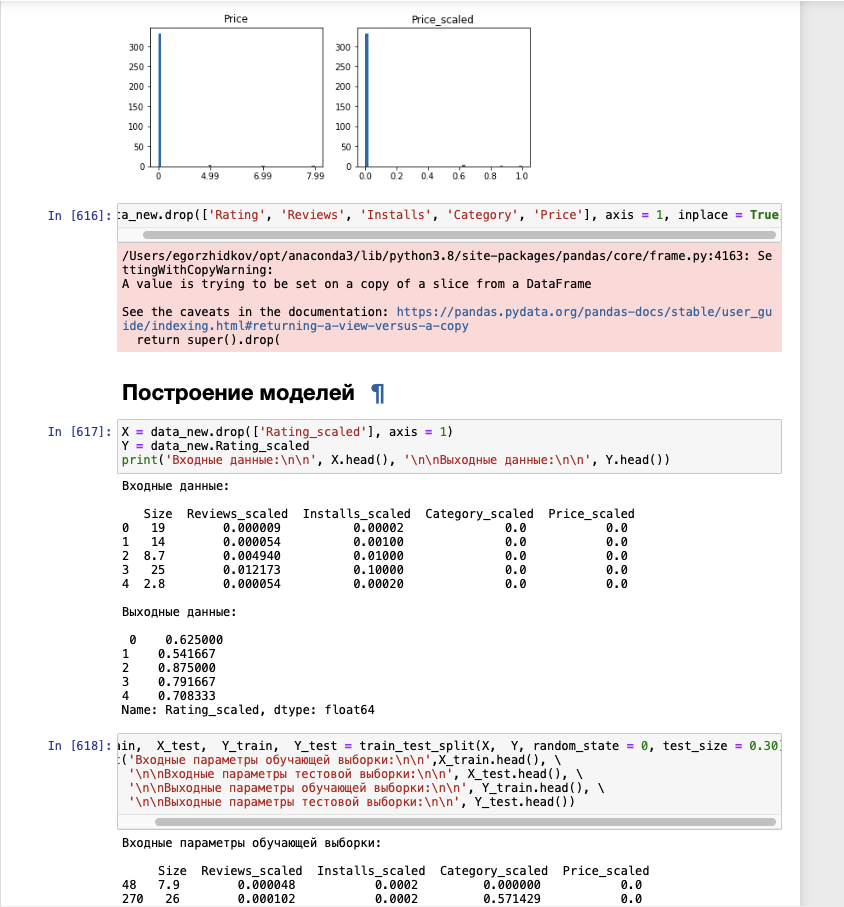 Price Price_scaled
300 300
250 250
200 200
150 150
100 100
50 50
0 0
0 4.99 6.99 7.99 0.0 0.2 0.4 0.6 0.8 1.0
In [616]: ta_new.drop(['Rating', 'Reviews', 'Installs', 'Category', 'Price'], axis = 1, inplace = True
/Users/egorzhidkov/opt/anaconda3/lib/python3.8/site-packages/pandas/core/frame.py:4163: Se
ttingWithCopyWarning:
A value is trying to be set on a copy of a slice from a DataFrame
See the caveats in the documentation: https://pandas.pydata.org/pandas-docs/stable/user_gu
ide/indexing.html#returning-a-view-versus-a-copy
return super().drop(
Построение моделей ¶
In [617]: X = data_new.drop(['Rating_scaled'], axis = 1)
Y = data_new.Rating_scaled
print('Входные данные:\n\n', X.head(), '\n\nВыходные данные:\n\n', Y.head())
Входные данные:
Size Reviews_scaled Installs_scaled Category_scaled Price_scaled
0 19 0.000009 0.00002 0.0 0.0
1 14 0.000054 0.00100 0.0 0.0
2 8.7 0.004940 0.01000 0.0 0.0
3 25 0.012173 0.10000 0.0 0.0
4 2.8 0.000054 0.00020 0.0 0.0
Выходные данные:
0 0.625000
1 0.541667
2 0.875000
3 0.791667
4 0.708333
Name: Rating_scaled, dtype: float64
In [618]: ain, X_test, Y_train, Y_test = train_test_split(X, Y, random_state = 0, test_size = 0.30)
t('Входные параметры обучающей выборки:\n\n',X_train.head(), \
'\n\nВходные параметры тестовой выборки:\n\n', X_test.head(), \
'\n\nВыходные параметры обучающей выборки:\n\n', Y_train.head(), \
'\n\nВыходные параметры тестовой выборки:\n\n', Y_test.head())
Входные параметры обучающей выборки:
Size Reviews_scaled Installs_scaled Category_scaled Price_scaled
48 7.9 0.000048 0.0002 0.000000 0.0
270 26 0.000102 0.0002 0.571429 0.0